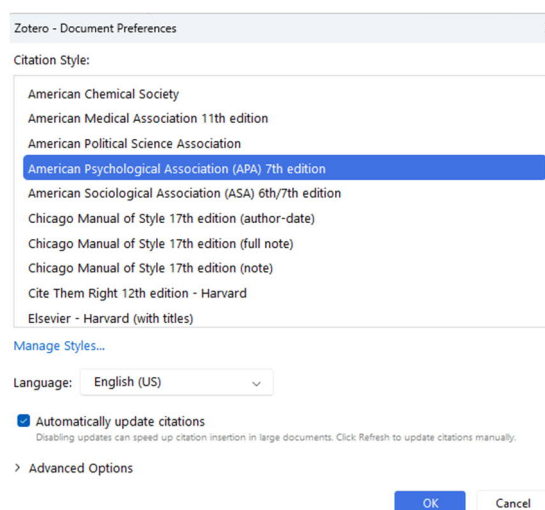 Zotero - Document Preferences
Citation Style:
American Chemical Society
American Medical Association 11th edition
American Political Science Association
American Psychological Association (APA) 7th edition
American Sociological Association (ASA) 6th/7th edition
Chicago Manual of Style 17th edition (author-date)
Chicago Manual of Style 17th edition (full note)
Chicago Manual of Style 17th edition (note)
Cite Them Right 12th edition - Harvard
Elsevier - Harvard (with titles)
Manage Styles...
Language: English (US)
Automatically update citations
Disabling updates can speed up citation insertion in large documents. Click Refresh to update citations manually.
Advanced Options
OK Cancel